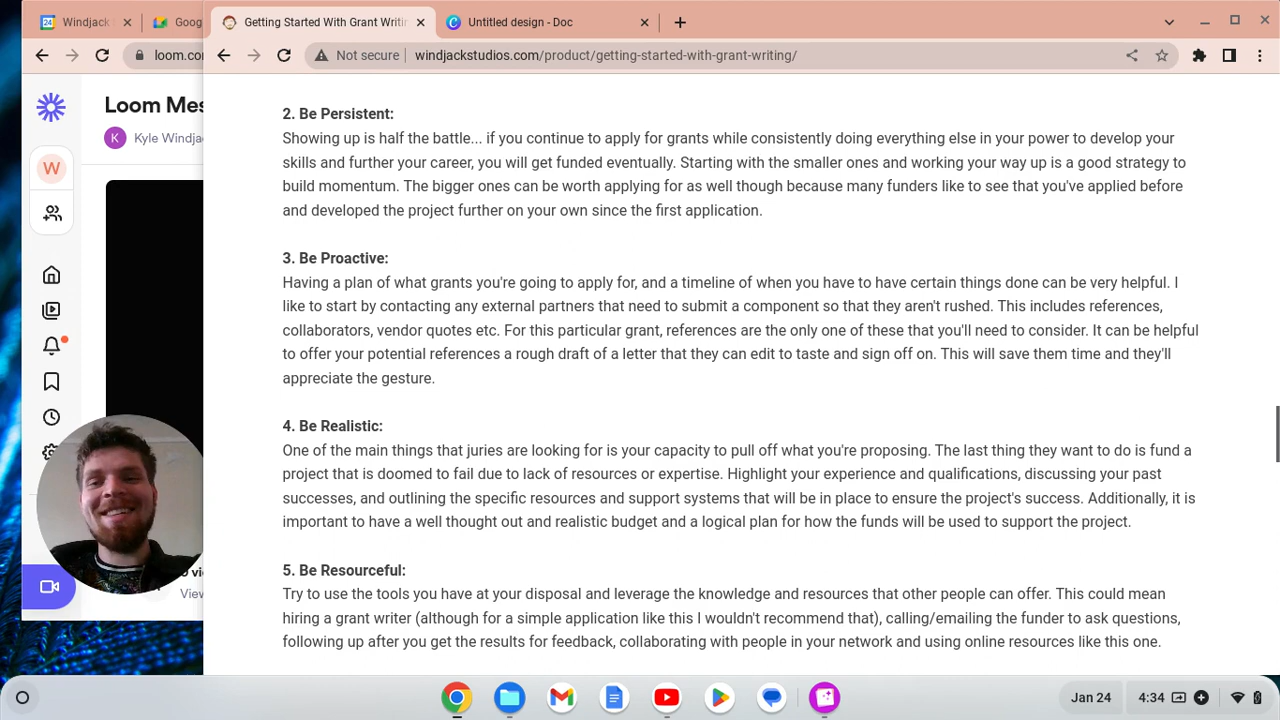 Windjack
Goog
Getting Started With Grant Writin
Untitled design - Doc
loom.co
Not secure
windjackstudios.com/product/getting-started-with-grant-writing/
Loom Mes
K
Kyle Windja
W
2. Be Persistent:
Showing up is half the battle... if you continue to apply for grants while consistently doing everything else in your power to develop your
skills and further your career, you will get funded eventually. Starting with the smaller ones and working your way up is a good strategy to
build momentum. The bigger ones can be worth applying for as well though because many funders like to see that you've applied before
and developed the project further on your own since the first application.
3. Be Proactive:
Having a plan of what grants you're going to apply for, and a timeline of when you have to have certain things done can be very helpful. I
like to start by contacting any external partners that need to submit a component so that they aren't rushed. This includes references,
collaborators, vendor quotes etc. For this particular grant, references are the only one of these that you'll need to consider. It can be helpful
to offer your potential references a rough draft of a letter that they can edit to taste and sign off on. This will save them time and they'll
appreciate the gesture.
4. Be Realistic:
One of the main things that juries are looking for is your capacity to pull off what you're proposing. The last thing they want to do is fund a
project that is doomed to fail due to lack of resources or expertise. Highlight your experience and qualifications, discussing your past
successes, and outlining the specific resources and support systems that will be in place to ensure the project's success. Additionally, it is
important to have a well thought out and realistic budget and a logical plan for how the funds will be used to support the project.
5. Be Resourceful:
Try to use the tools you have at your disposal and leverage the knowledge and resources that other people can offer. This could mean
hiring a grant writer (although for a simple application like this I wouldn't recommend that), calling/emailing the funder to ask questions,
following up after you get the results for feedback, collaborating with people in your network and using online resources like this one.
0 vi
View
Jan 24
4:34